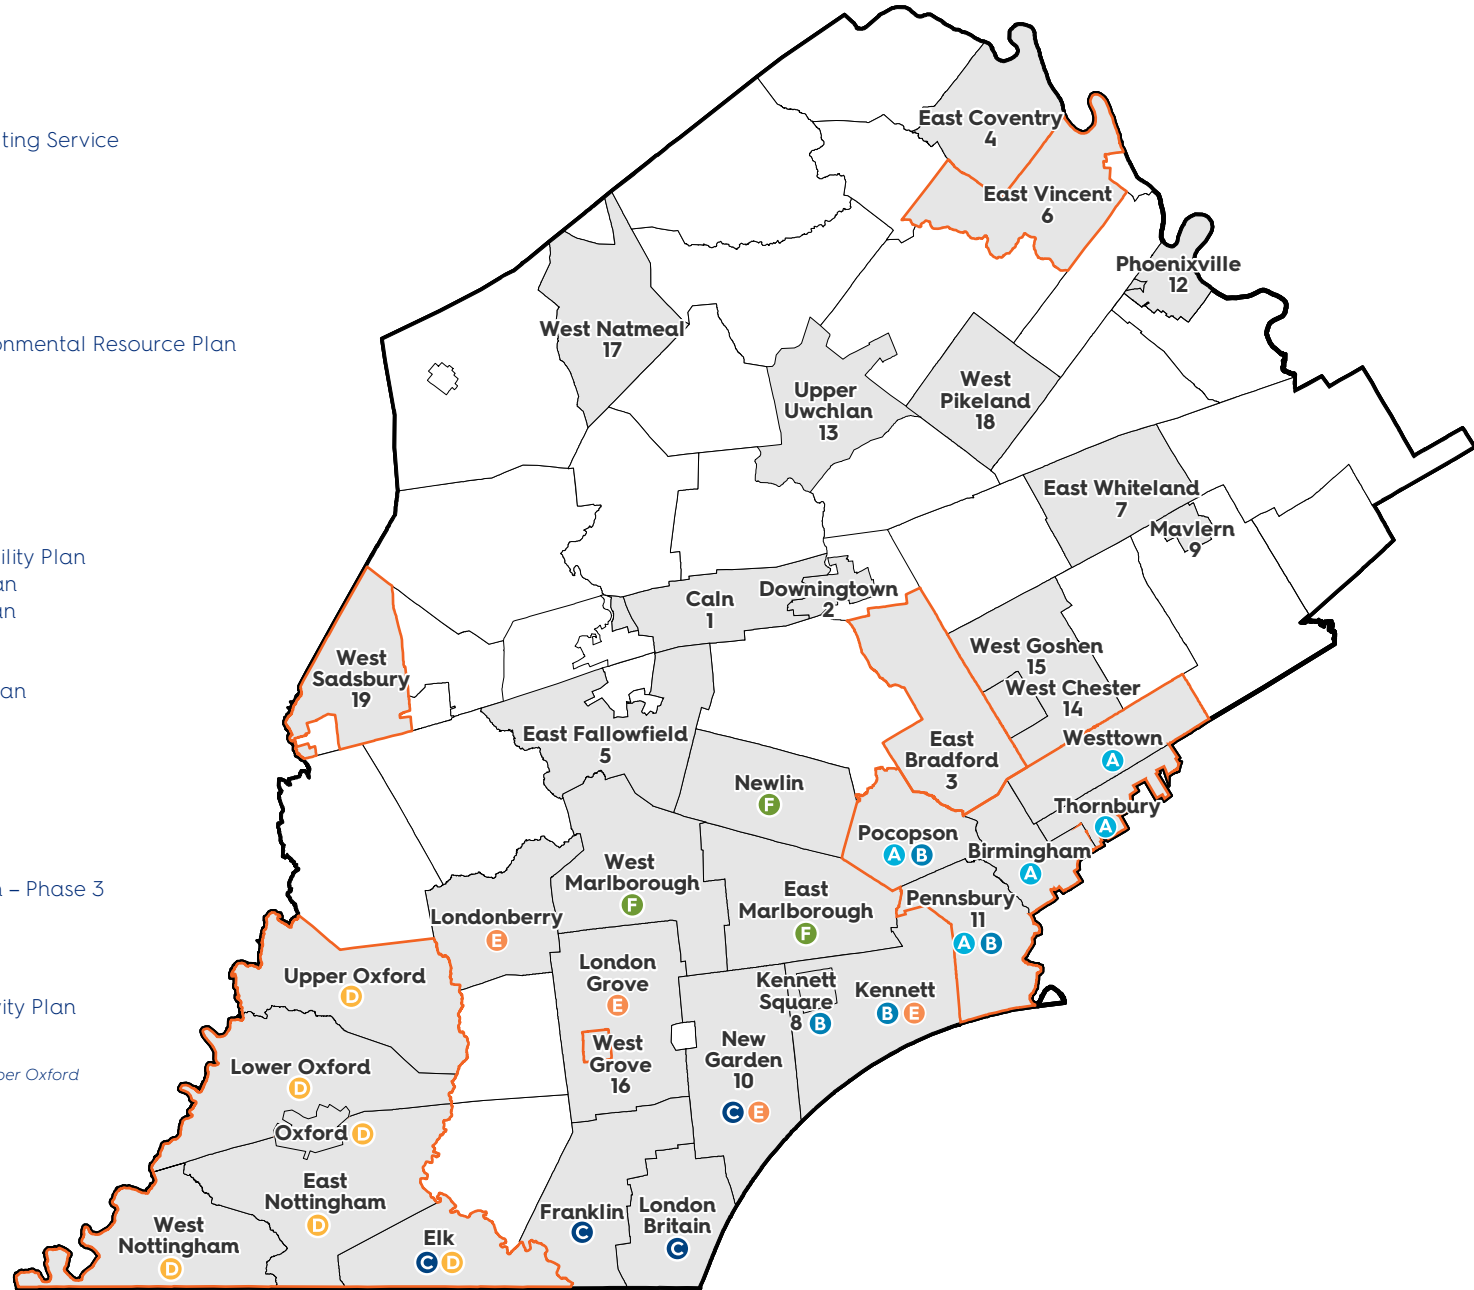 ting Service
onmental Resource Plan
ility Plan
an
an
an
n – Phase 3
vity Plan
per Oxford
East Coventry
4
East Vincent
6
Phoenixville
12
West Natmeal
17
Upper
Uwchlan
13
West
Pikeland
18
East Whiteland
7
Mavlern
9
Caln
1
Downingtown
2
West Goshen
15
West Chester
14
West
Sadsbury
19
East Fallowfield
5
East
Bradford
3
Westtown
A
Newlin
F
Thornbury
A
Pocopson
A B
Birmingham
A
West
Marlborough
F
East
Marlborough
F
Pennsbury
11
A B
Londonberry
E
London
Grove
E
Upper Oxford
D
Kennett
Square
8 B
Kennett
B E
West
Grove
16
New
Garden
10
C E
Lower Oxford
D
Oxford D
East
Nottingham
D
West
Nottingham
D
Elk
C D
Franklin
C
London
Britain
C